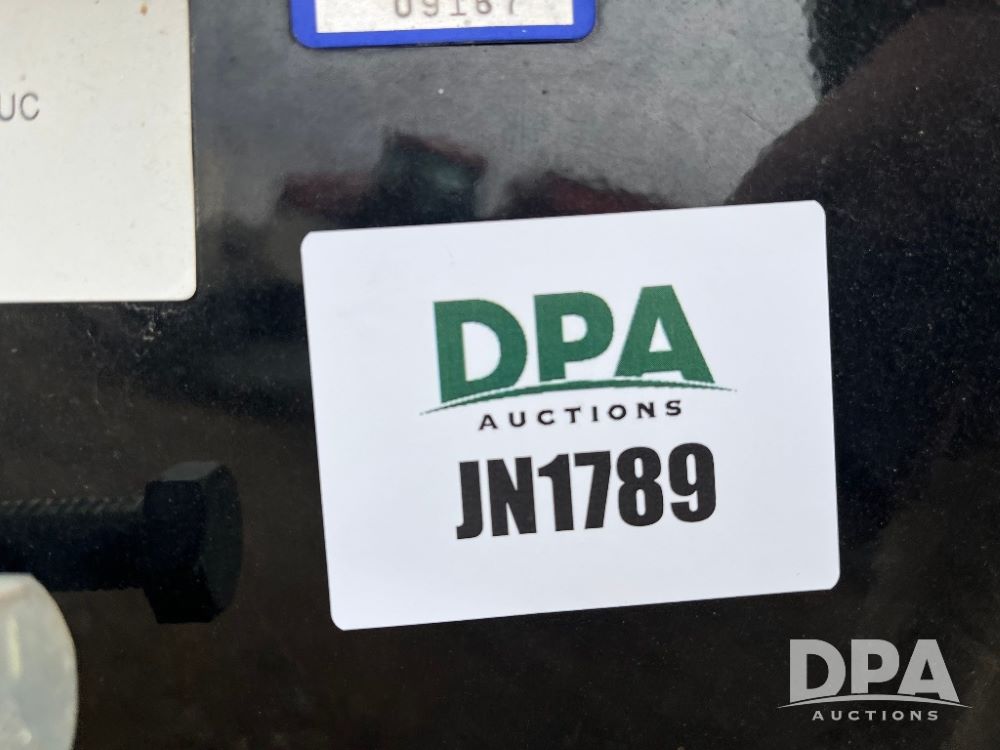 09167
UC
DPA
AUCTIONS
JN1789
DPA
AUCTIONS